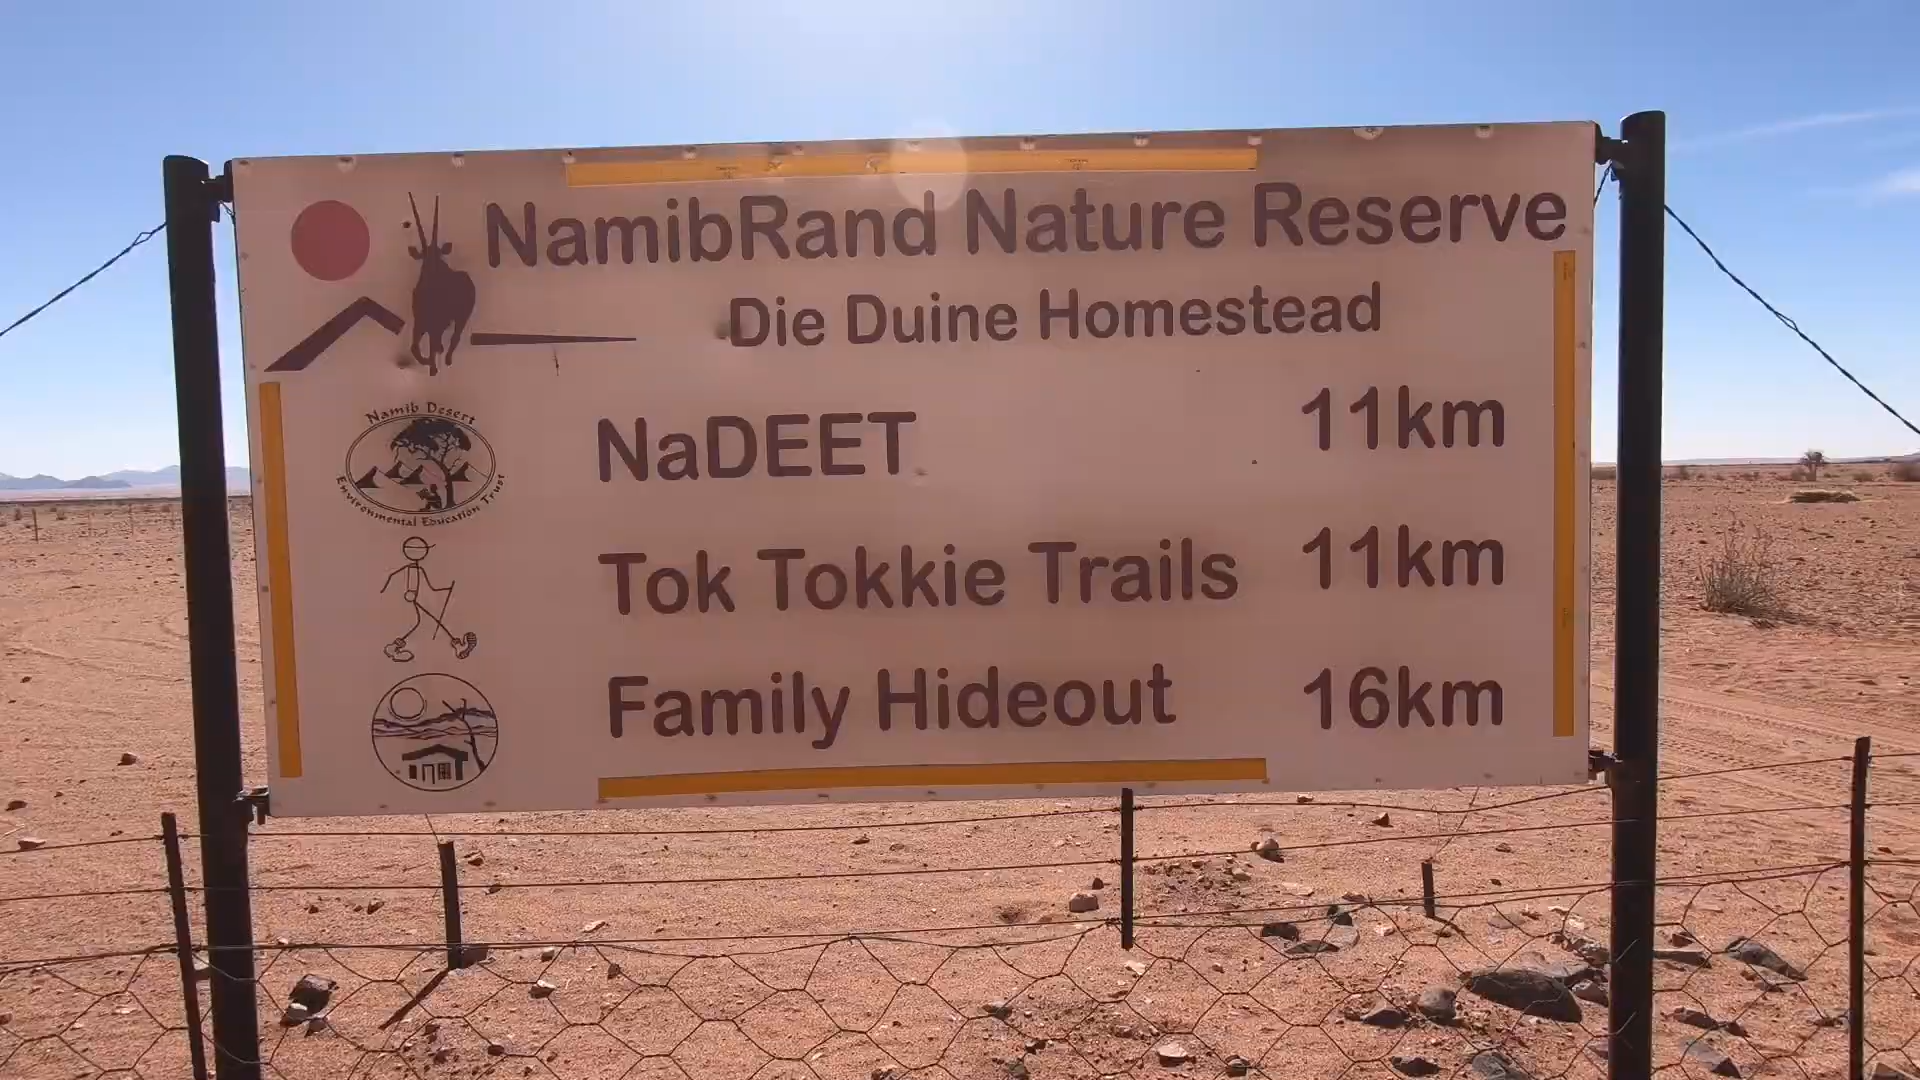 NamibRand Nature Reserve
Die Duine Homestead
Namib Desert
Environmental Education Trust
NaDEET 11km
Tok Tokkie Trails 11km
Family Hideout 16km